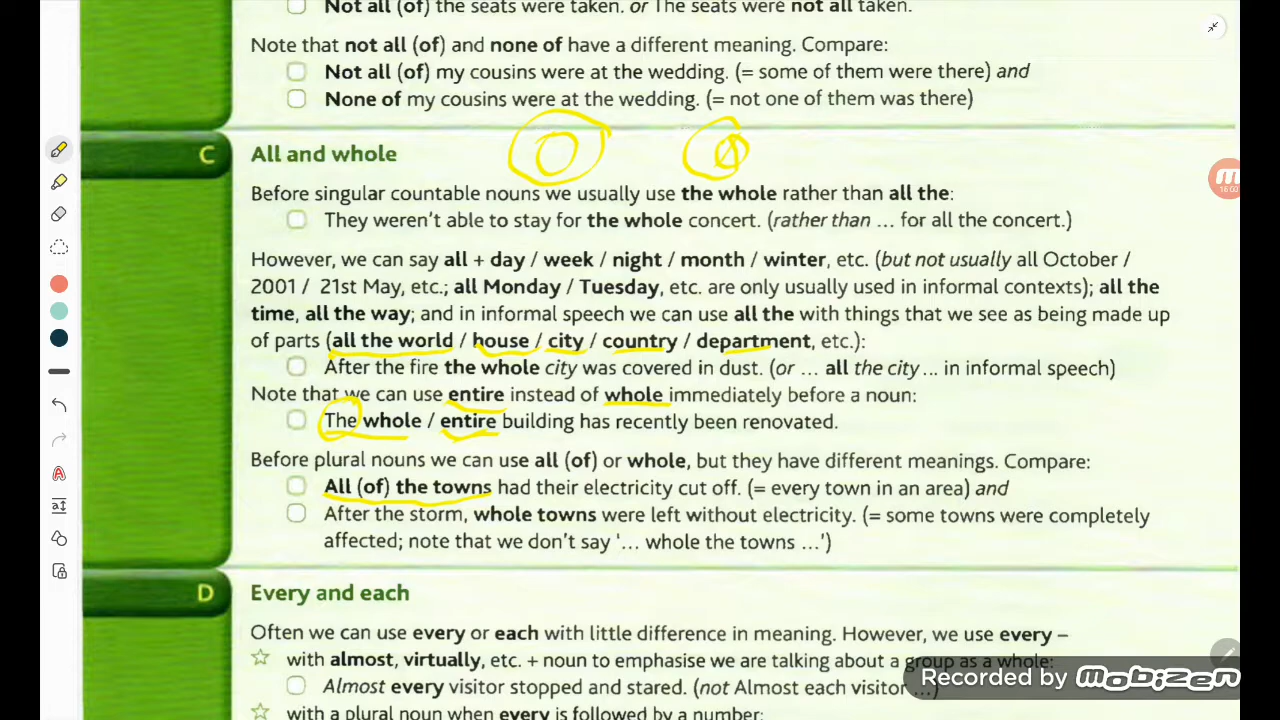 Not all (of) the seats were taken. or The seats were not all taken.
Note that not all (of) and none of have a different meaning. Compare:
Not all (of) my cousins were at the wedding. (= some of them were there) and
None of my cousins were at the wedding. (= not one of them was there)
C
All and whole
Before singular countable nouns we usually use the whole rather than all the:
They weren't able to stay for the whole concert. (rather than … for all the concert.)
However, we can say all + day / week / night / month / winter, etc. (but not usually all October /
2001 / 21st May, etc.; all Monday / Tuesday, etc. are only usually used in informal contexts); all the
time, all the way; and in informal speech we can use all the with things that we see as being made up
of parts (all the world / house / city / country / department, etc.):
After the fire the whole city was covered in dust. (or … all the city … in informal speech)
Note that we can use entire instead of whole immediately before a noun:
The whole / entire building has recently been renovated.
Before plural nouns we can use all (of) or whole, but they have different meanings. Compare:
All (of) the towns had their electricity cut off. (= every town in an area) and
After the storm, whole towns were left without electricity. (= some towns were completely
affected; note that we don't say '… whole the towns …')
D
Every and each
Often we can use every or each with little difference in meaning. However, we use every –
with almost, virtually, etc. + noun to emphasise we are talking about a group as a whole:
Almost every visitor stopped and stared. (not Almost each visitor …)
with a plural noun when every is followed by a number:
Recorded by mobizen